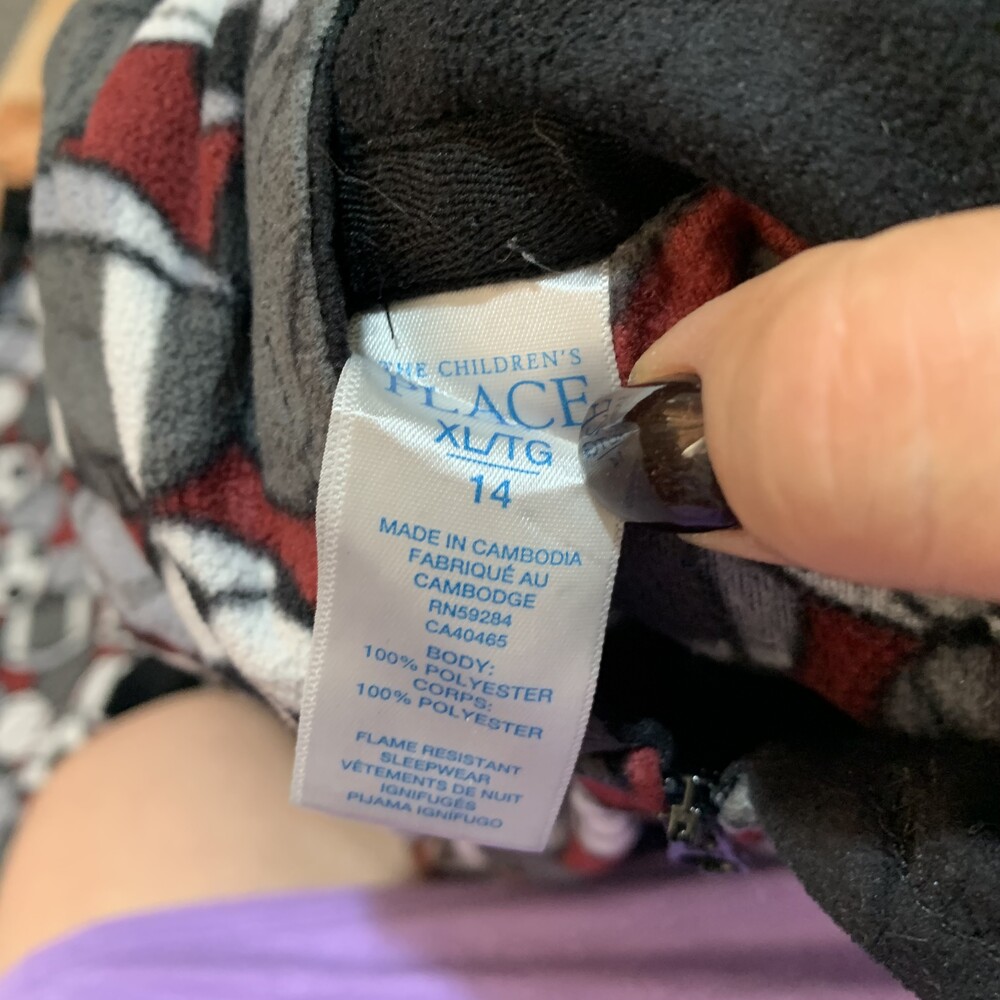 THE CHILDREN'S
PLACE
XL/TG
14
MADE IN CAMBODIA
FABRIQUÉ AU
CAMBODGE
RN59284
CA40465
BODY:
100% POLYESTER
CORPS:
100% POLYESTER
FLAME RESISTANT
SLEEPWEAR
VÊTEMENTS DE NUIT
IGNIFUGÉS
PIJAMA IGNÍFUGO